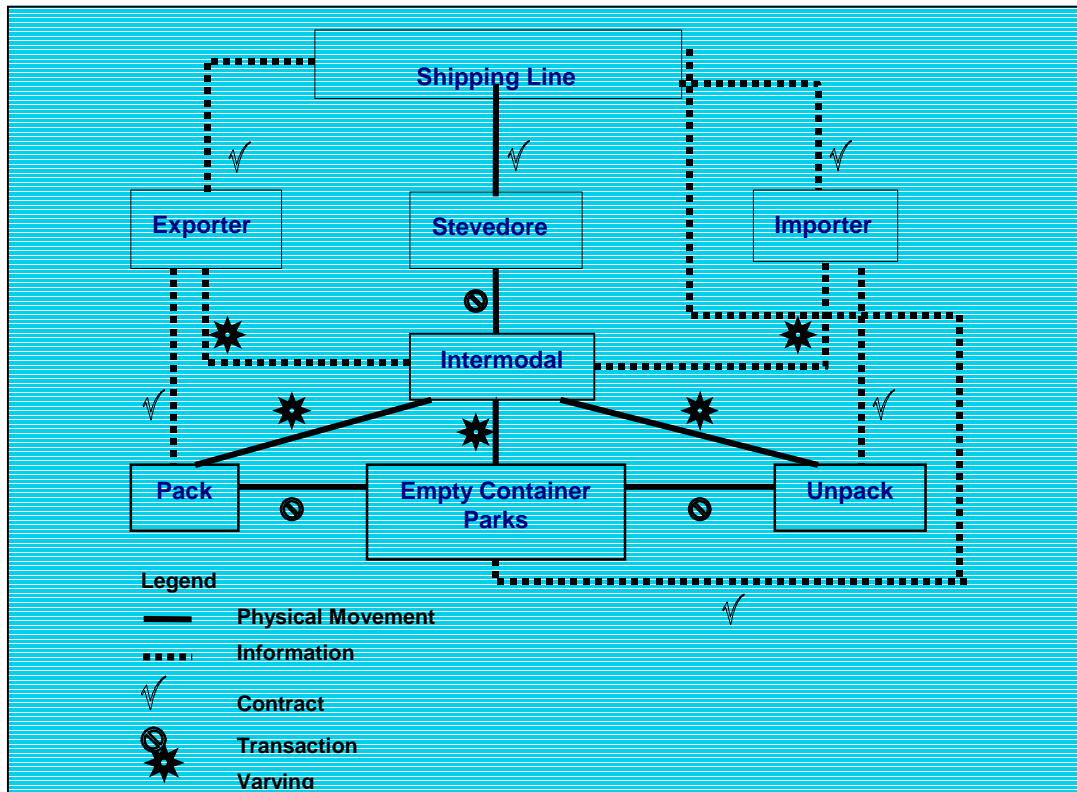 Shipping Line
Exporter
Stevedore
Importer
Intermodal
Pack
Empty Container
Parks
Unpack
Legend
Physical Movement
Information
Contract
Transaction
Varying